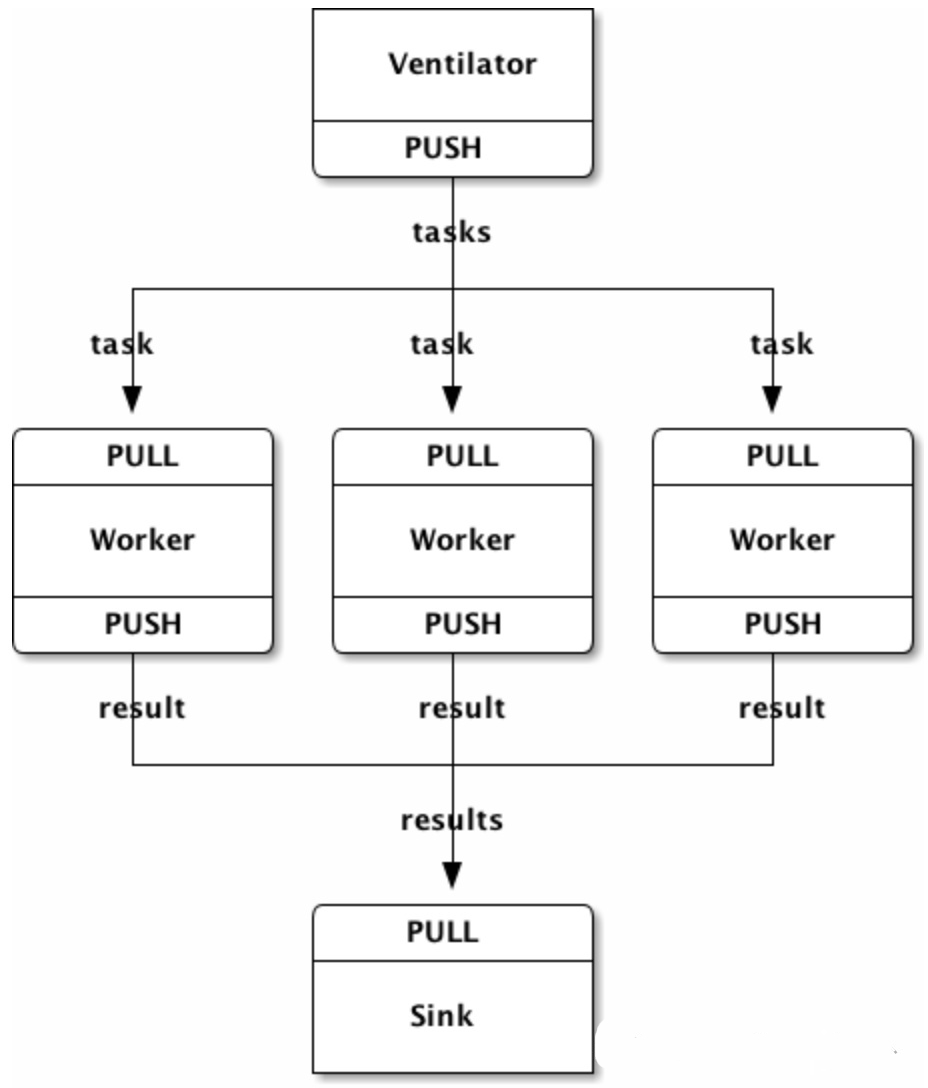 Ventilator
PUSH
tasks
task task task
PULL PULL PULL
Worker Worker Worker
PUSH PUSH PUSH
result result result
results
PULL
Sink